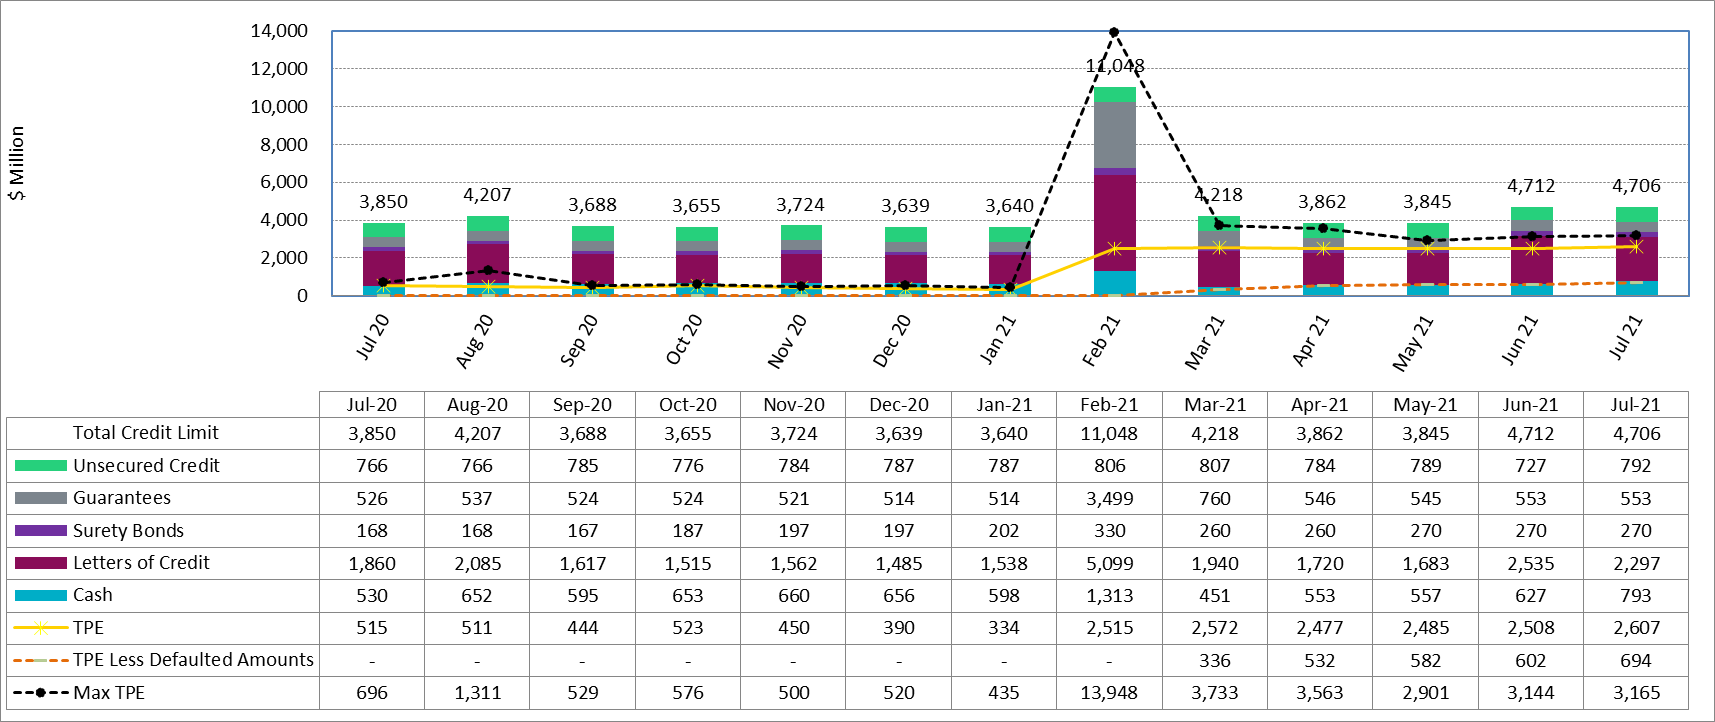 $ Million
14,000
12,000
10,000
8,000
6,000
4,000
2,000
0
3,850 4,207 3,688 3,655 3,724 3,639 3,640 11,048 4,218 3,862 3,845 4,712 4,706
Jul 20 Aug 20 Sep 20 Oct 20 Nov 20 Dec 20 Jan 21 Feb 21 Mar 21 Apr 21 May 21 Jun 21 Jul 21
Jul-20 Aug-20 Sep-20 Oct-20 Nov-20 Dec-20 Jan-21 Feb-21 Mar-21 Apr-21 May-21 Jun-21 Jul-21
Total Credit Limit 3,850 4,207 3,688 3,655 3,724 3,639 3,640 11,048 4,218 3,862 3,845 4,712 4,706
Unsecured Credit 766 766 785 776 784 787 787 806 807 784 789 727 792
Guarantees 526 537 524 524 521 514 514 3,499 760 546 545 553 553
Surety Bonds 168 168 167 187 197 197 202 330 260 260 270 270 270
Letters of Credit 1,860 2,085 1,617 1,515 1,562 1,485 1,538 5,099 1,940 1,720 1,683 2,535 2,297
Cash 530 652 595 653 660 656 598 1,313 451 553 557 627 793
TPE 515 511 444 523 450 390 334 2,515 2,572 2,477 2,485 2,508 2,607
TPE Less Defaulted Amounts - - - - - - - - 336 532 582 602 694
Max TPE 696 1,311 529 576 500 520 435 13,948 3,733 3,563 2,901 3,144 3,165